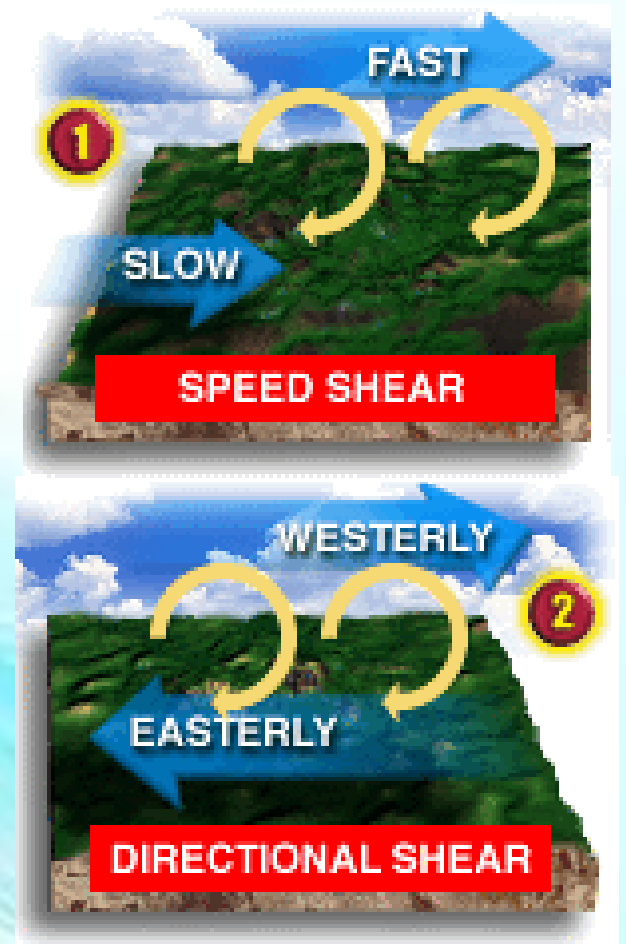 FAST
1
SLOW
SPEED SHEAR
WESTERLY
2
EASTERLY
DIRECTIONAL SHEAR